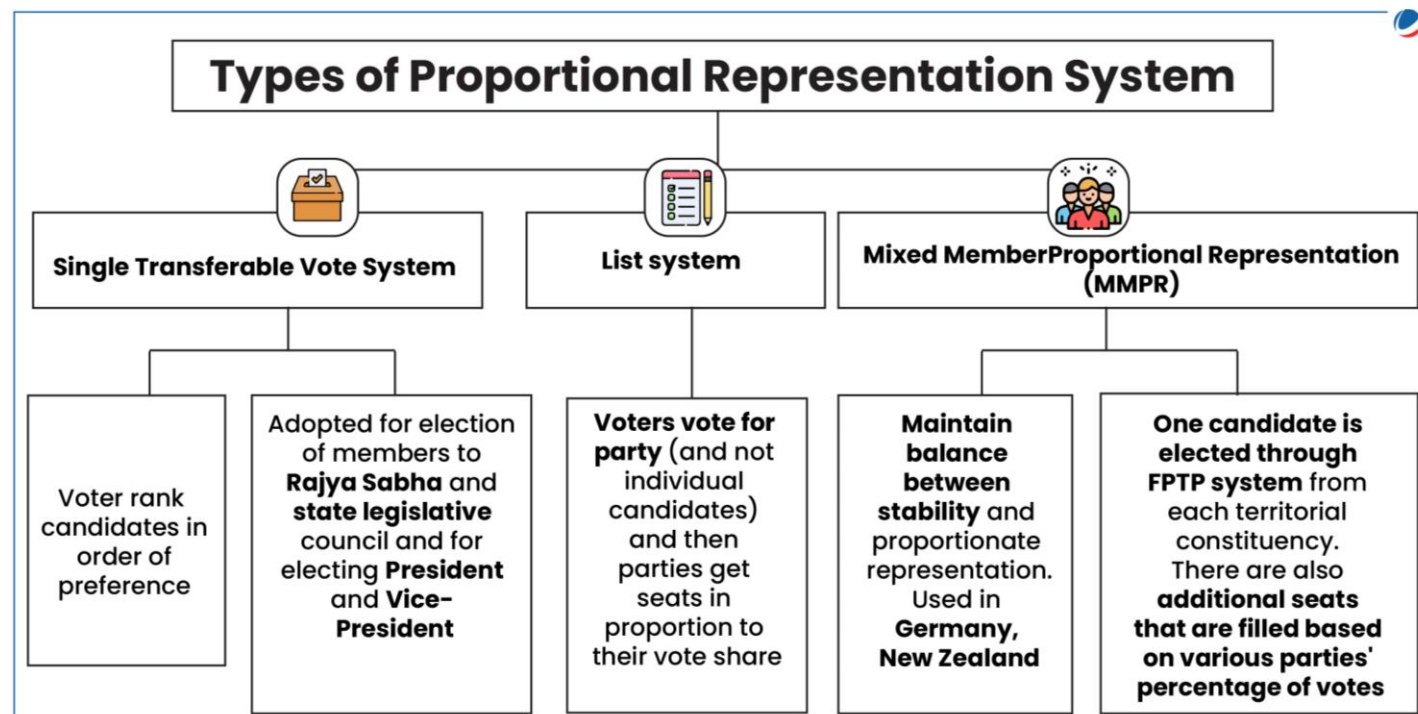 Types of Proportional Representation System
Single Transferable Vote System
List system
Mixed MemberProportional Representation
(MMPR)
Voter rank
candidates in
order of
preference
Adopted for election
of members to
Rajya Sabha and
state legislative
council and for
electing President
and Vice-
President
Voters vote for
party (and not
individual
candidates)
and then
parties get
seats in
proportion to
their vote share
Maintain
balance
between
stability and
proportionate
representation.
Used in
Germany,
New Zealand
One candidate is
elected through
FPTP system from
each territorial
constituency.
There are also
additional seats
that are filled based
on various parties'
percentage of votes